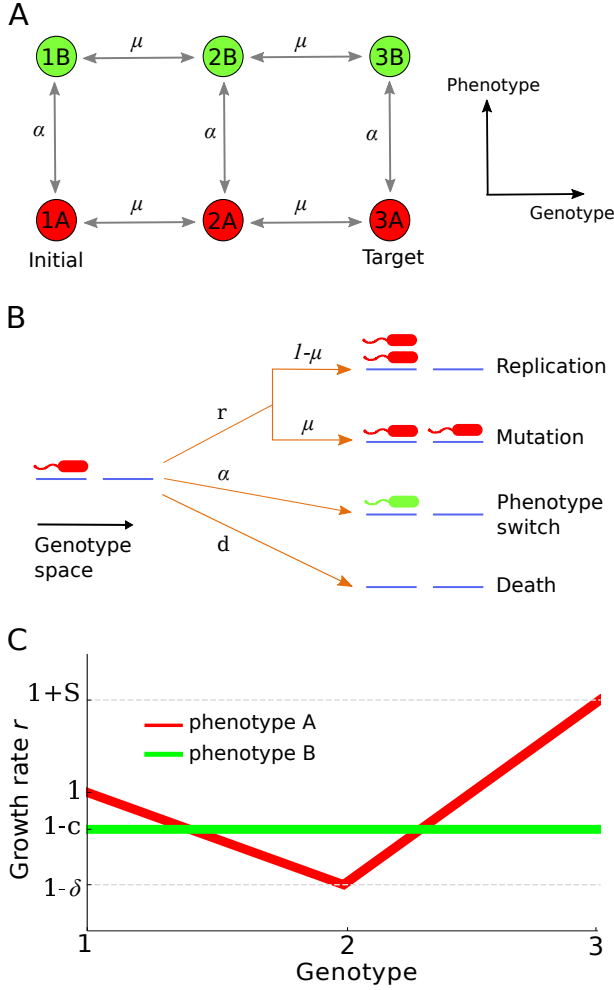 A
1B
μ
2B
μ
3B
α
α
α
1A
μ
2A
μ
3A
Initial
Target
Phenotype
Genotype
B
1-μ
Replication
r
μ
Mutation
α
Phenotype
switch
Genotype
space
d
Death
C
1+S
phenotype A
phenotype B
1
1-c
1-δ
Growth rate r
1
2
3
Genotype